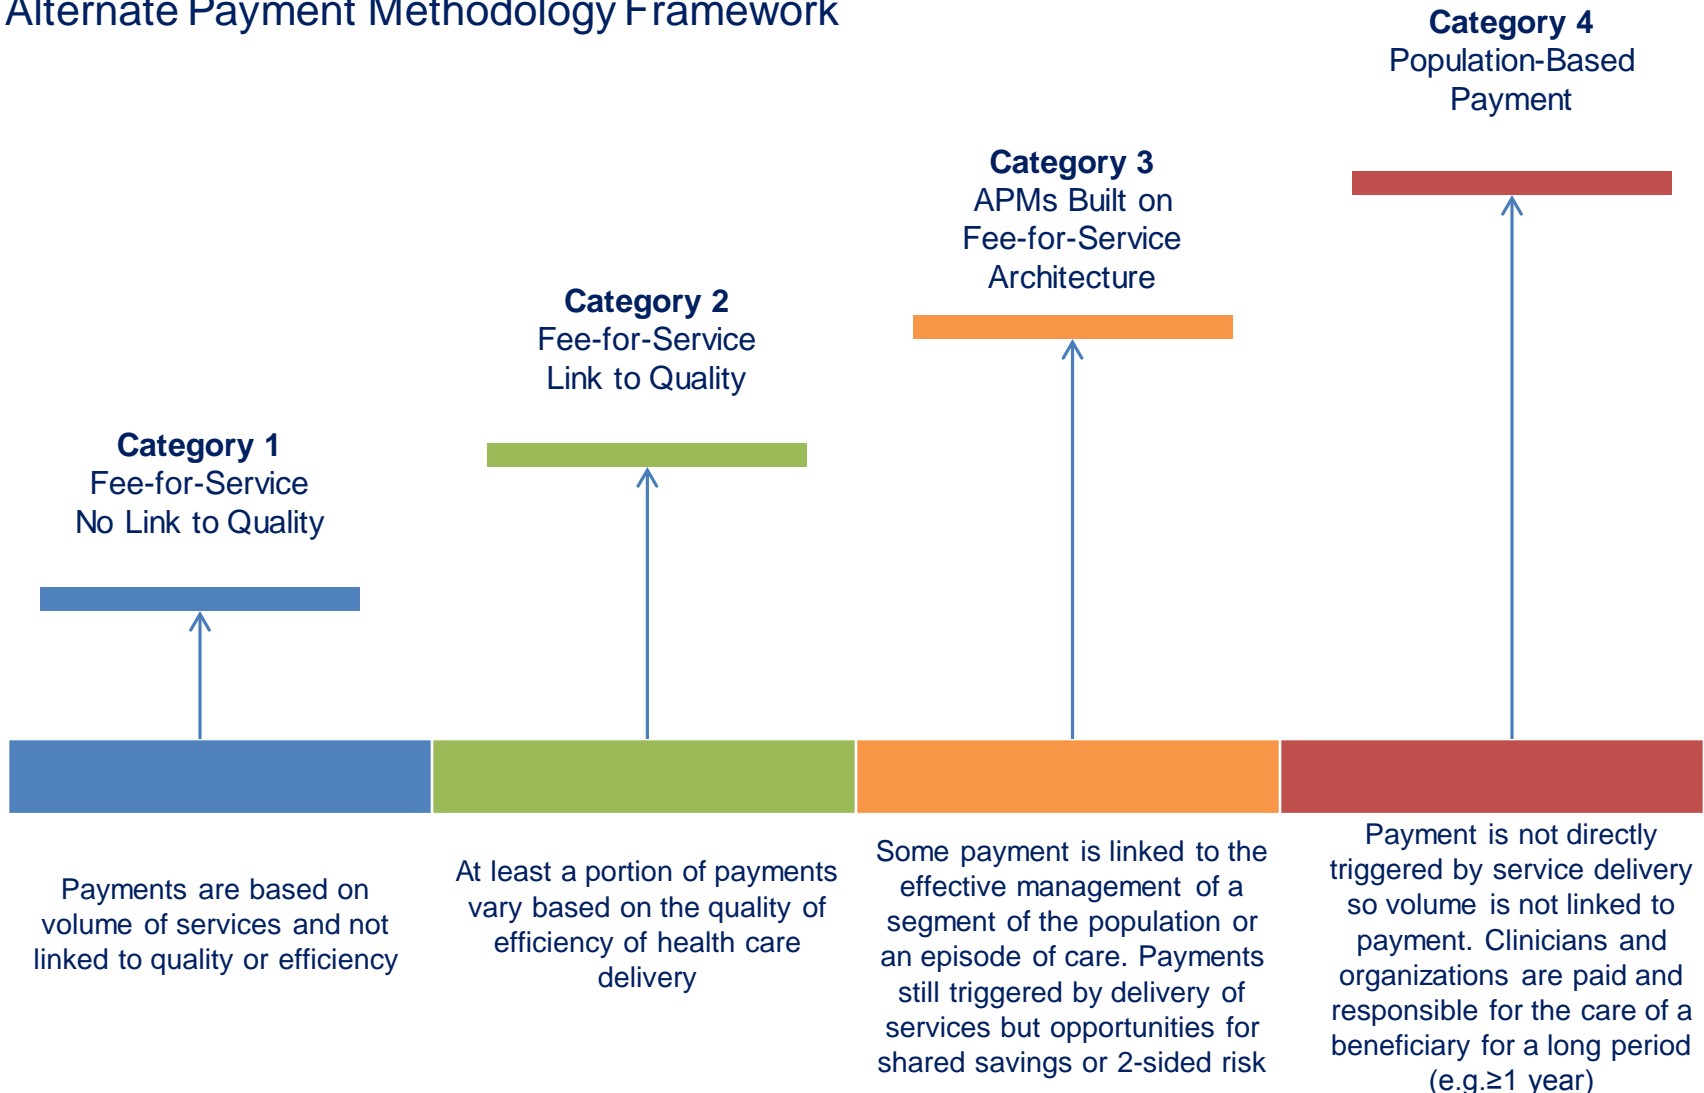 Alternate Payment Methodology Framework
Category 1
Fee-for-Service
No Link to Quality
Category 2
Fee-for-Service
Link to Quality
Category 3
APMs Built on
Fee-for-Service
Architecture
Category 4
Population-Based
Payment
Payments are based on
volume of services and not
linked to quality or efficiency
At least a portion of payments
vary based on the quality of
efficiency of health care
delivery
Some payment is linked to the
effective management of a
segment of the population or
an episode of care. Payments
still triggered by delivery of
services but opportunities for
shared savings or 2-sided risk
Payment is not directly
triggered by service delivery
so volume is not linked to
payment. Clinicians and
organizations are paid and
responsible for the care of a
beneficiary for a long period
(e.g.≥1 year)